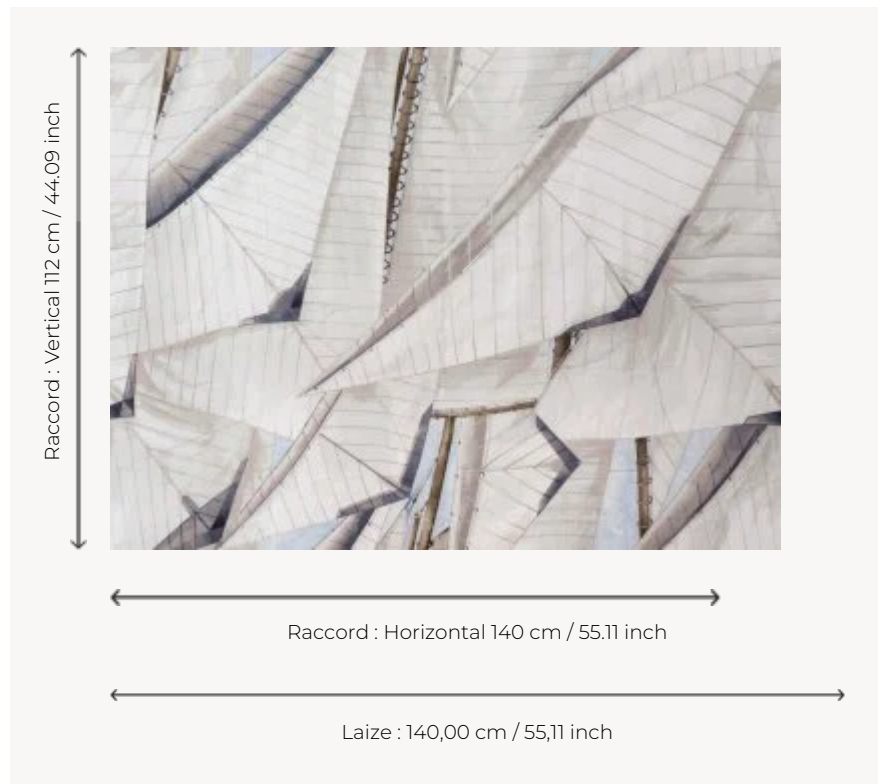 Raccord : Vertical 112 cm / 44.09 inch
Raccord : Horizontal 140 cm / 55.11 inch
Laize : 140,00 cm / 55,11 inch